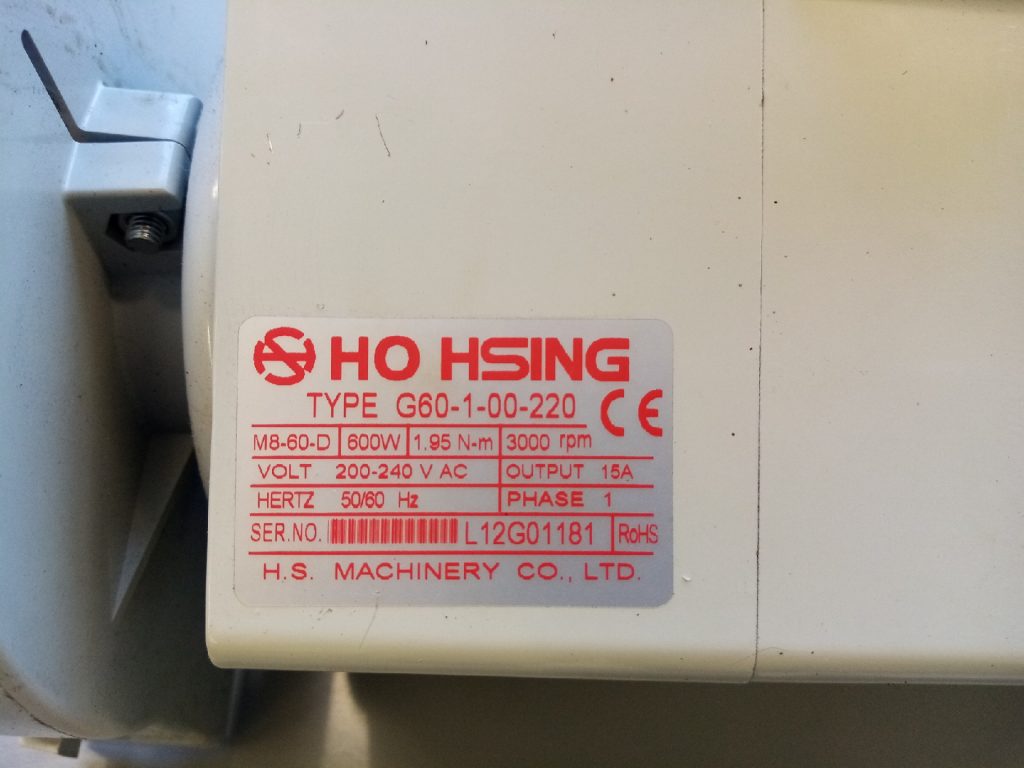 HO HSING
TYPE G60-1-00-220 CE
M8-60-D 600W 1.95 N-m 3000 rpm
VOLT 200-240 V AC OUTPUT 15A
HERTZ 50/60 Hz PHASE 1
SER.NO. L12G01181 RoHS
H.S. MACHINERY CO., LTD.